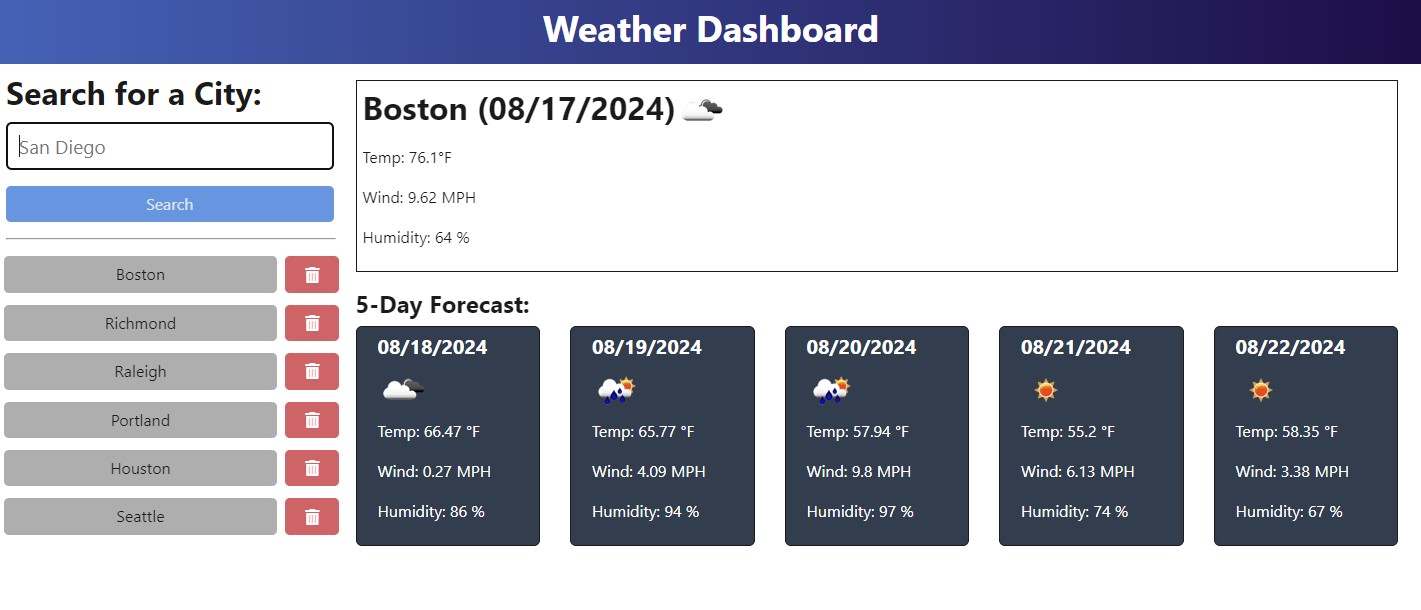 Weather Dashboard
Search for a City:
San Diego
Search
Boston
Richmond
Raleigh
Portland
Houston
Seattle
Boston (08/17/2024)
Temp: 76.1°F
Wind: 9.62 MPH
Humidity: 64 %
5-Day Forecast:
08/18/2024
Temp: 66.47 °F
Wind: 0.27 MPH
Humidity: 86 %
08/19/2024
Temp: 65.77 °F
Wind: 4.09 MPH
Humidity: 94 %
08/20/2024
Temp: 57.94 °F
Wind: 9.8 MPH
Humidity: 97 %
08/21/2024
Temp: 55.2 °F
Wind: 6.13 MPH
Humidity: 74 %
08/22/2024
Temp: 58.35 °F
Wind: 3.38 MPH
Humidity: 67 %